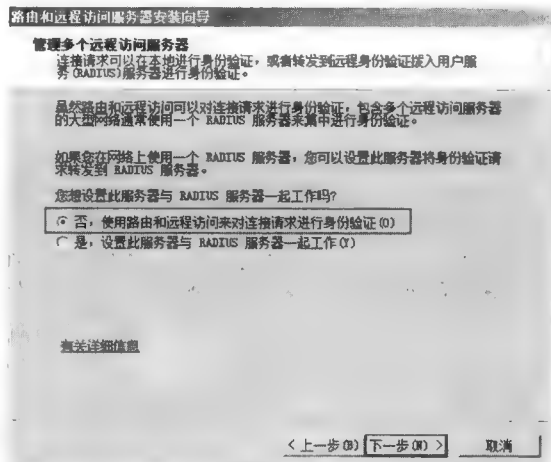 路由和远程访问服务器安装向导
管理多个远程访问服务器
连接请求可以在本地进行身份验证，或者转发到远程身份验证拨入用户服
务(RADIUS)服务器进行身份验证。
虽然路由和远程访问可以对连接请求进行身份验证，包含多个远程访问服务器
的大型网络通常使用一个 RADIUS 服务器来集中进行身份验证。
如果您在网络上使用一个 RADIUS 服务器，您可以设置此服务器将身份验证请
求转发到 RADIUS 服务器。
您想设置此服务器与 RADIUS 服务器一起工作吗?
否，使用路由和远程访问来对连接请求进行身份验证(O)
是，设置此服务器与 RADIUS 服务器一起工作(Y)
有关详细信息
<上一步(B) 下一步(N)> 取消